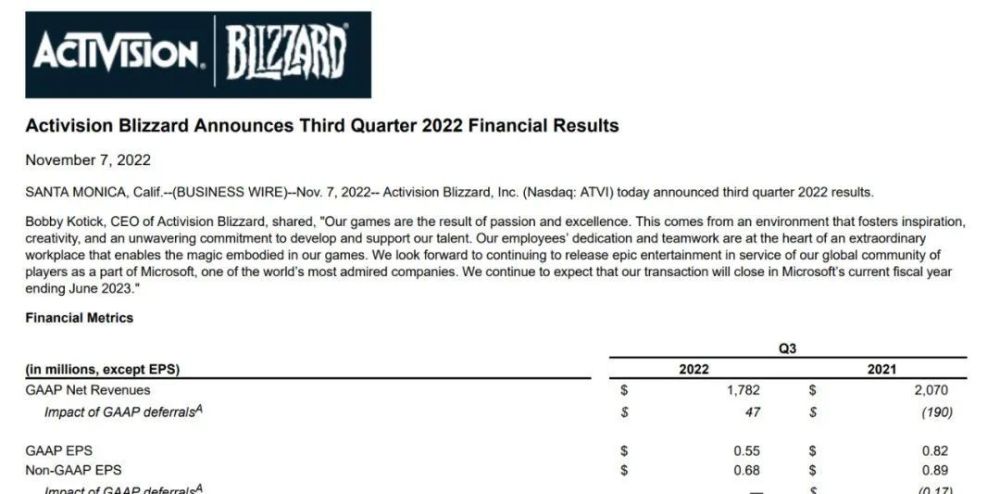 ACTIVISION. BLIZZARD
Activision Blizzard Announces Third Quarter 2022 Financial Results
November 7, 2022
SANTA MONICA, Calif.--(BUSINESS WIRE)--Nov. 7, 2022-- Activision Blizzard, Inc. (Nasdaq: ATVI) today announced third quarter 2022 results.
Bobby Kotick, CEO of Activision Blizzard, shared, "Our games are the result of passion and excellence. This comes from an environment that fosters inspiration,
creativity, and an unwavering commitment to develop and support our talent. Our employees' dedication and teamwork are at the heart of an extraordinary
workplace that enables the magic embodied in our games. We look forward to continuing to release epic entertainment in service of our global community of
players as a part of Microsoft, one of the world's most admired companies. We continue to expect that our transaction will close in Microsoft's current fiscal year
ending June 2023."
Financial Metrics
Q3
(in millions, except EPS) 2022 2021
GAAP Net Revenues $ 1,782 $ 2,070
Impact of GAAP deferralsA $ 47 $ (190)
GAAP EPS $ 0.55 $ 0.82
Non-GAAP EPS $ 0.68 $ 0.89
Impact of GAAP deferralsA — $ (0.17)